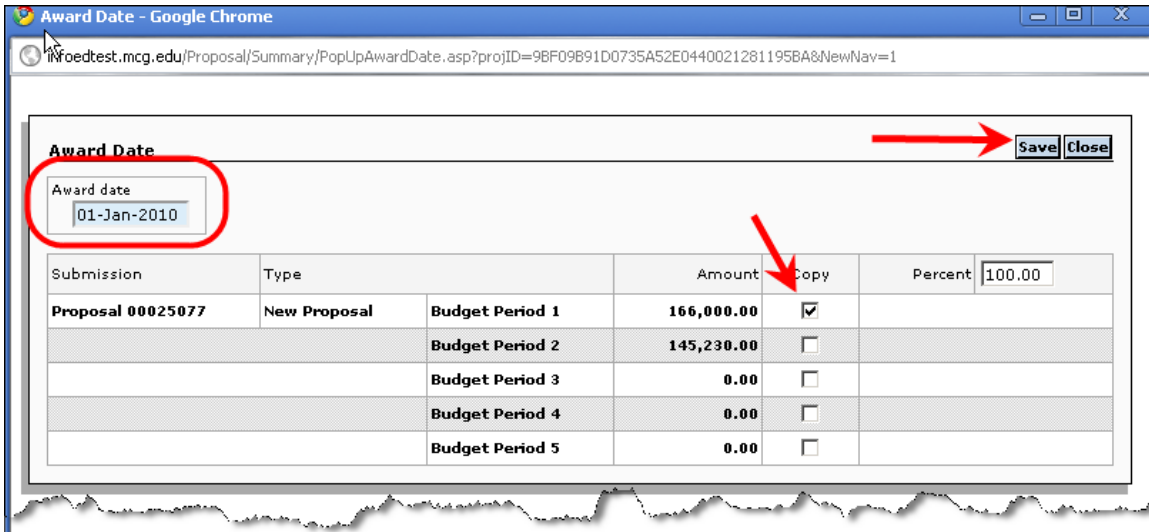 Award Date - Google Chrome
infoedtest.mcg.edu/Proposal/Summary/PopUpAwardDate.asp?projID=9BF09B91D0735A52E0440021281195BA&NewNav=1
Award Date Save Close
Award date
01-Jan-2010
Submission Type Amount Copy Percent 100.00
Proposal 00025077 New Proposal Budget Period 1 166,000.00
Budget Period 2 145,230.00
Budget Period 3 0.00
Budget Period 4 0.00
Budget Period 5 0.00